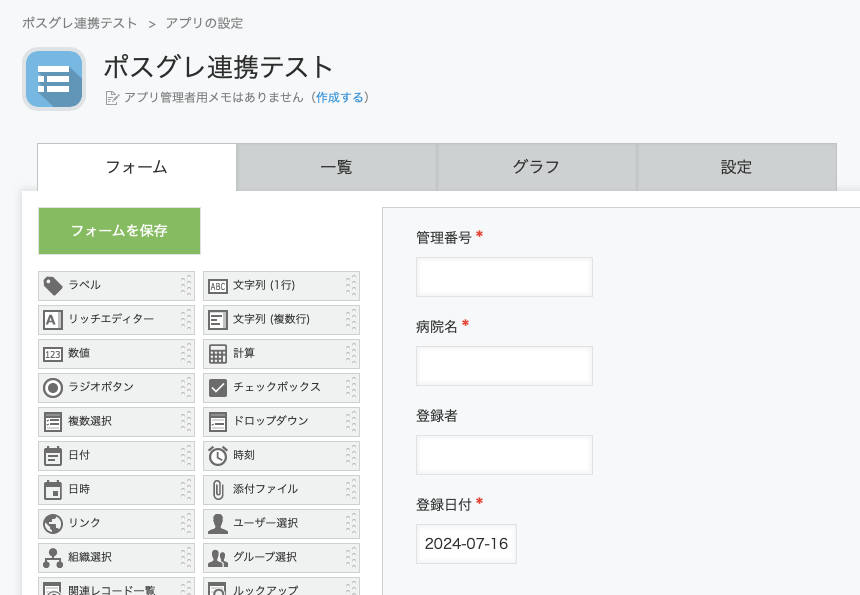 ポスグレ連携テスト > アプリの設定
ポスグレ連携テスト
アプリ管理者用メモはありません（作成する）
フォーム 一覧 グラフ 設定
フォームを保存
ラベル
ABC 文字列 (1行)
A リッチエディター
文字列 (複数行)
123 数値
計算
ラジオボタン
チェックボックス
複数選択
ドロップダウン
日付
時刻
日時
添付ファイル
リンク
ユーザー選択
組織選択
グループ選択
関連レコード一覧
ルックアップ
管理番号 *
病院名 *
登録者
登録日付 *
2024-07-16